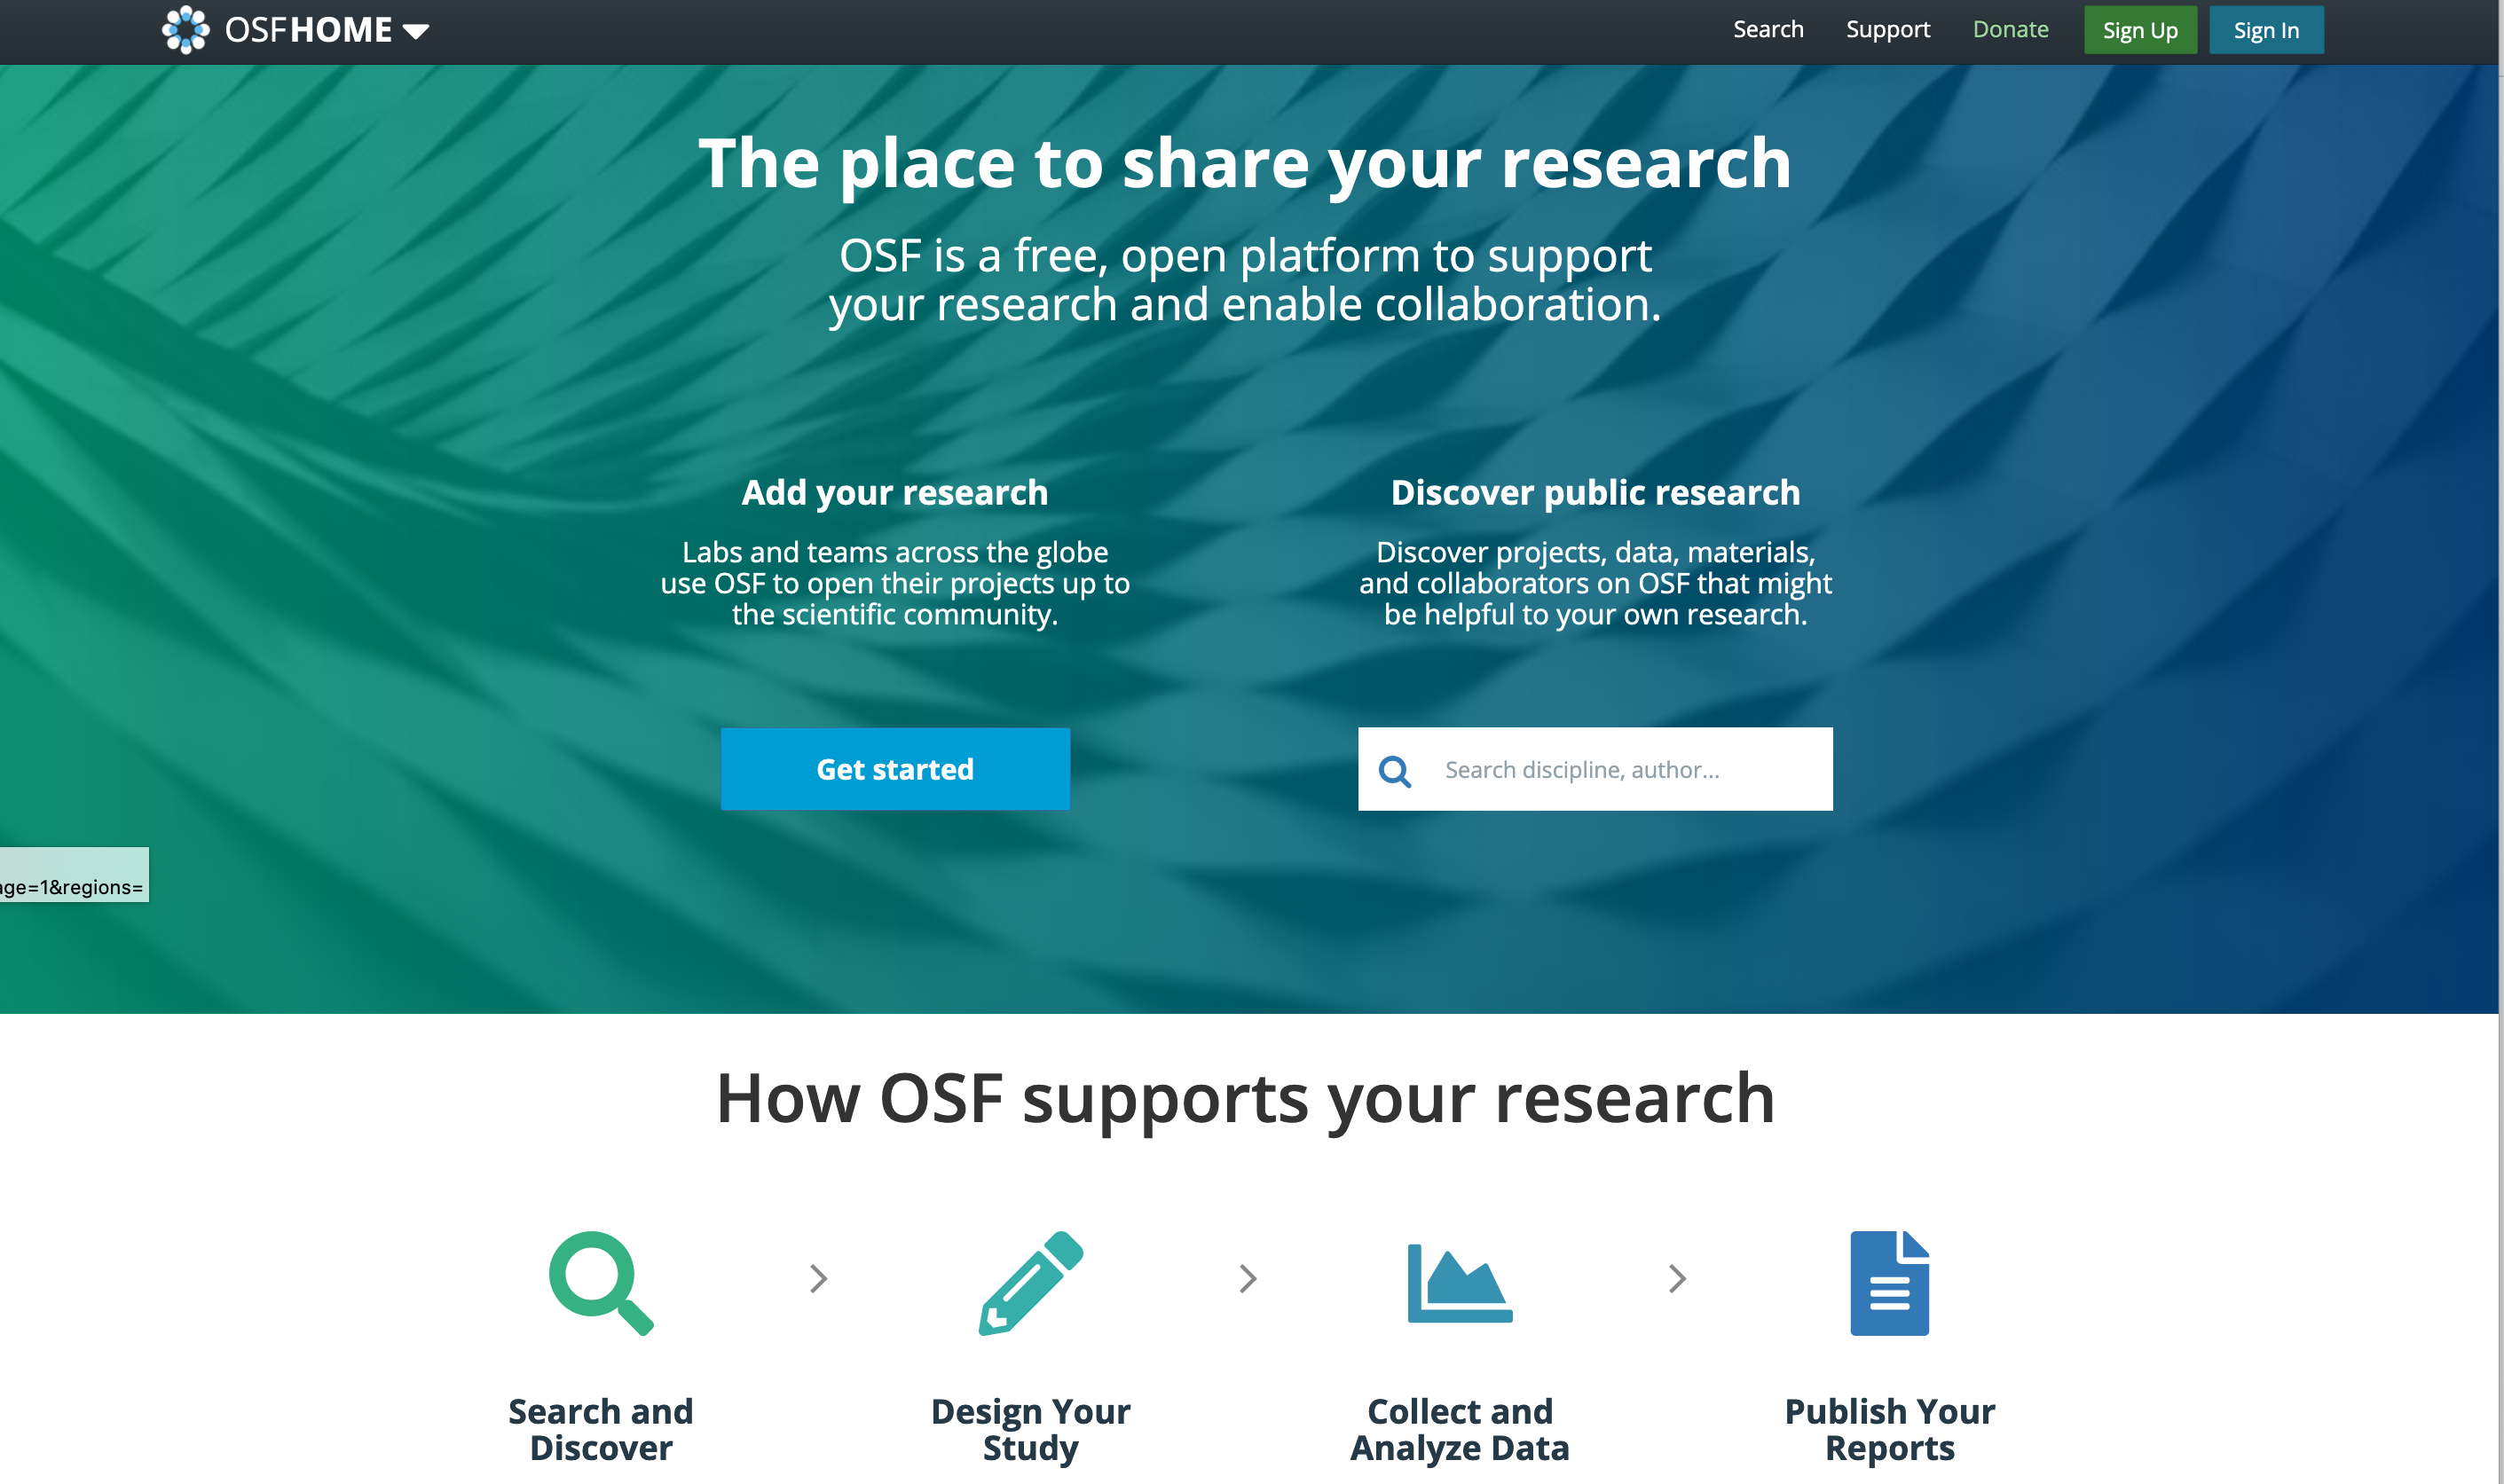 OSFHOME
Search
Support
Donate
Sign Up
Sign In
The place to share your research
OSF is a free, open platform to support
your research and enable collaboration.
Add your research
Labs and teams across the globe
use OSF to open their projects up to
the scientific community.
Get started
Discover public research
Discover projects, data, materials,
and collaborators on OSF that might
be helpful to your own research.
Search discipline, author...
age=1&regions=
How OSF supports your research
Search and
Discover
Design Your
Study
Collect and
Analyze Data
Publish Your
Reports